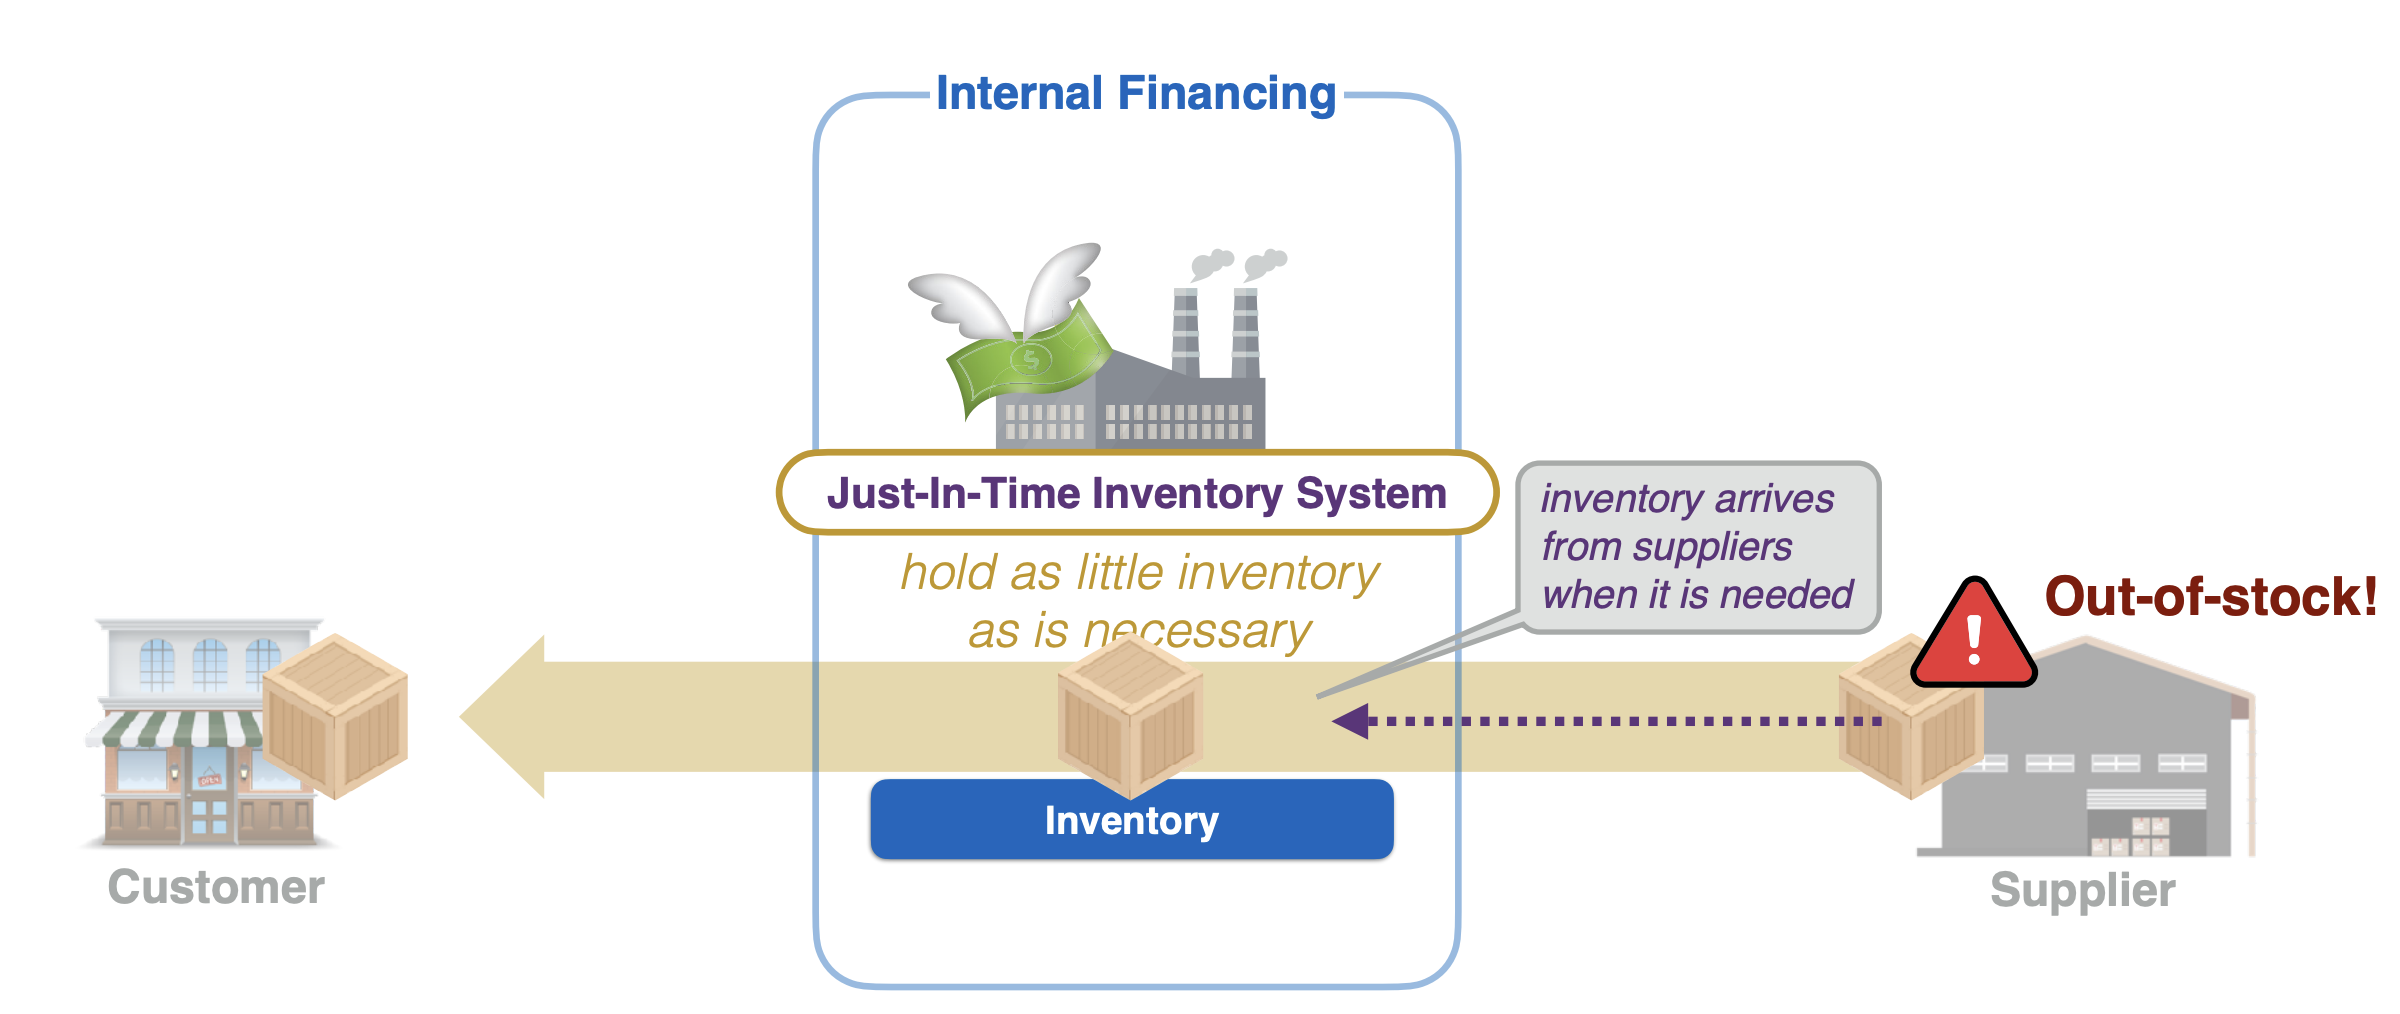 Internal Financing
Just-In-Time Inventory System
hold as little inventory
as is necessary
inventory arrives
from suppliers
when it is needed
Out-of-stock!
Inventory
Customer
Supplier